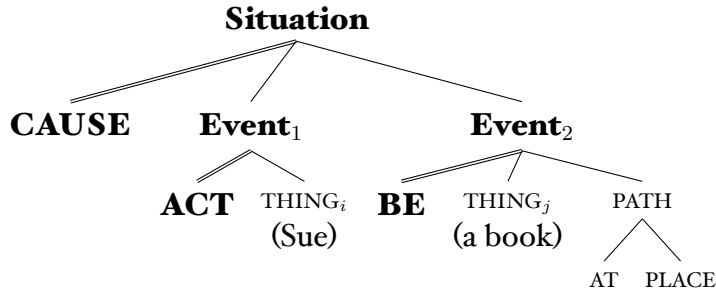 Situation
CAUSE Event₁ Event₂
ACT THINGᵢ BE THINGⱼ PATH
(Sue) (a book)
AT PLACE